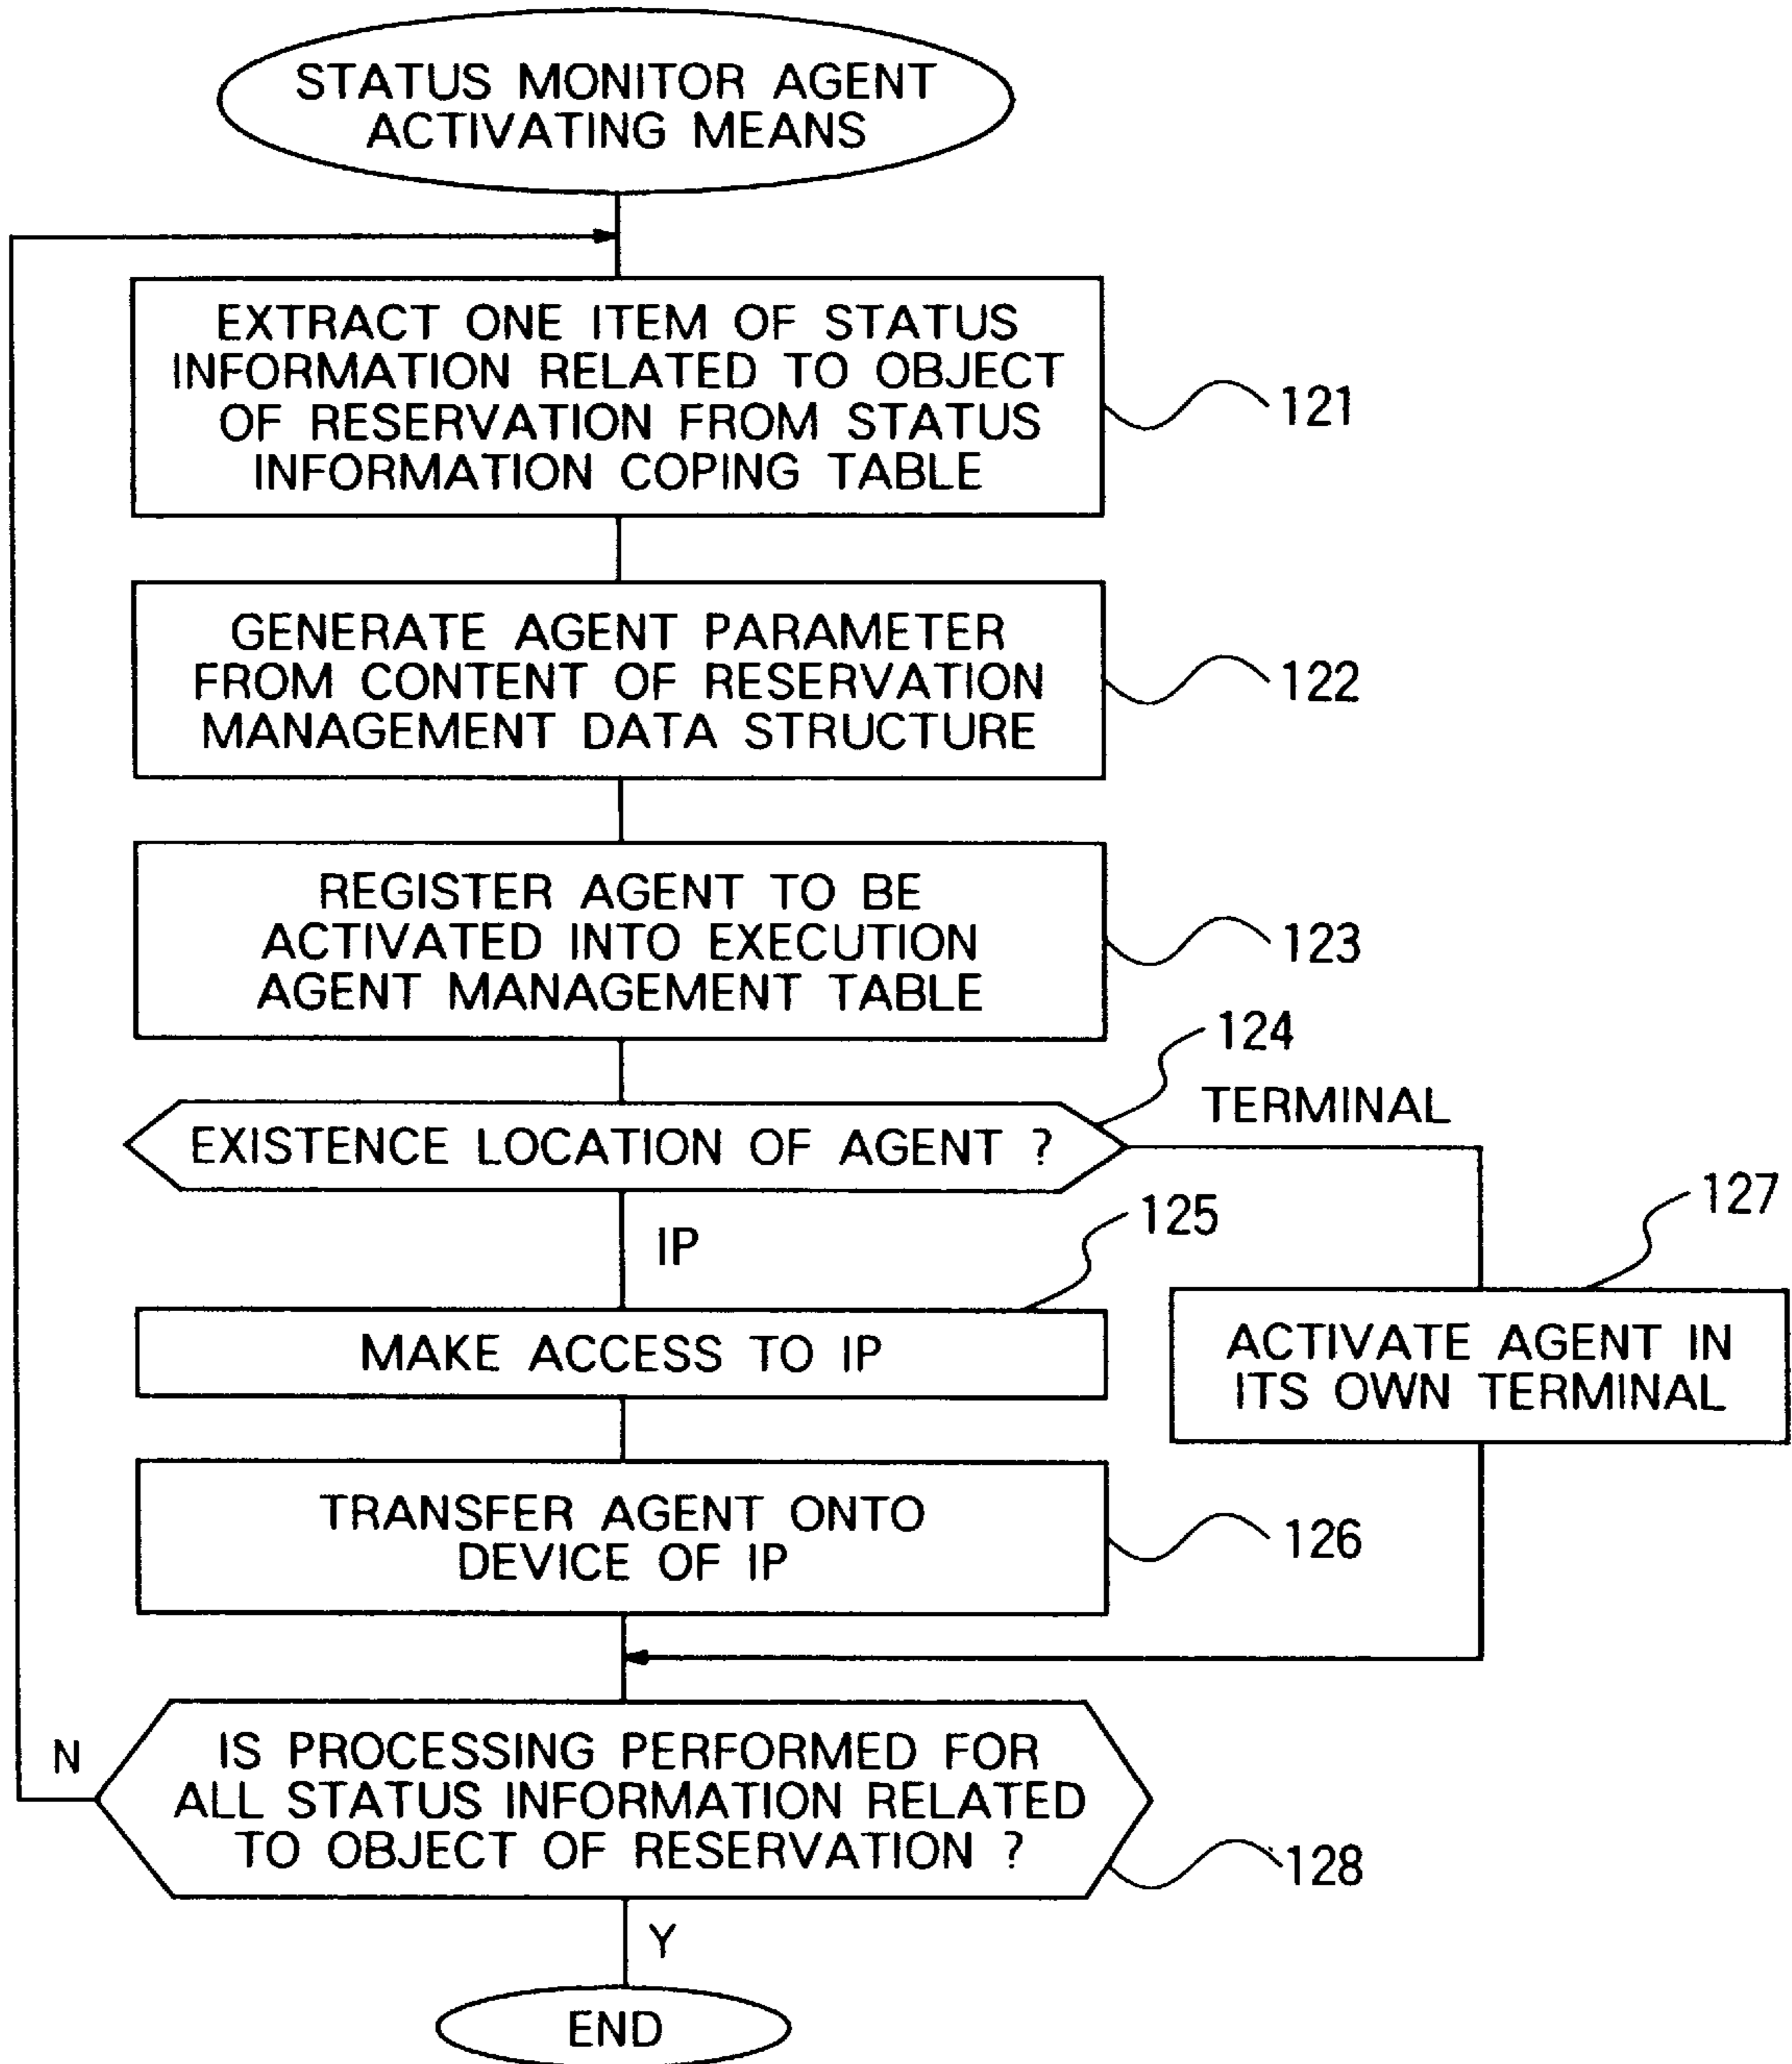 STATUS MONITOR AGENT
ACTIVATING MEANS
EXTRACT ONE ITEM OF STATUS
INFORMATION RELATED TO OBJECT
OF RESERVATION FROM STATUS
INFORMATION COPING TABLE
121
GENERATE AGENT PARAMETER
FROM CONTENT OF RESERVATION
MANAGEMENT DATA STRUCTURE
122
REGISTER AGENT TO BE
ACTIVATED INTO EXECUTION
AGENT MANAGEMENT TABLE
123
124
EXISTENCE LOCATION OF AGENT ?
TERMINAL
IP
125
127
MAKE ACCESS TO IP
ACTIVATE AGENT IN
ITS OWN TERMINAL
TRANSFER AGENT ONTO
DEVICE OF IP
126
N
IS PROCESSING PERFORMED FOR
ALL STATUS INFORMATION RELATED
TO OBJECT OF RESERVATION ?
128
Y
END